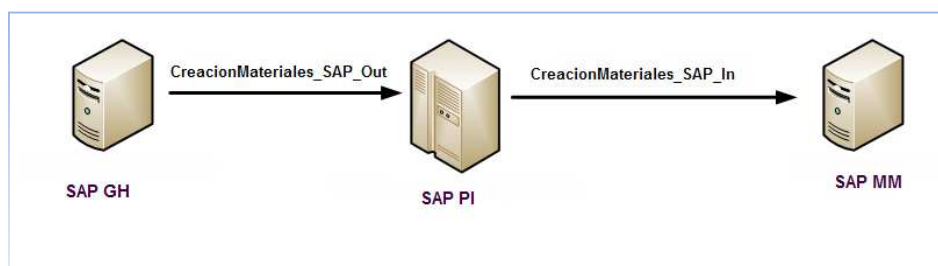 CreacionMateriales_SAP_Out
CreacionMateriales_SAP_In
SAP GH
SAP PI
SAP MM